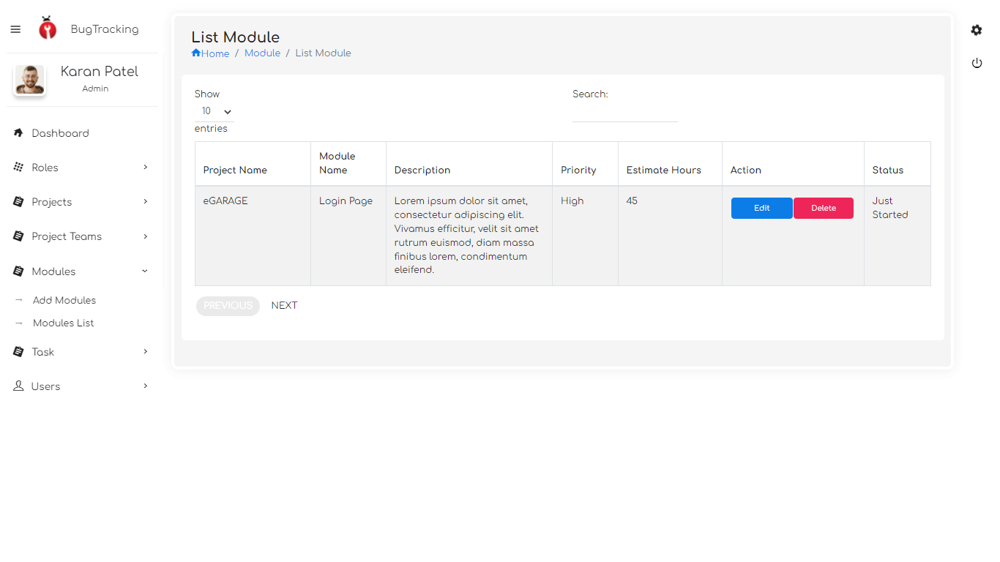 BugTracking
Karan Patel
Admin
Dashboard
Roles
Projects
Project Teams
Modules
→ Add Modules
→ Modules List
Task
Users
List Module
Home / Module / List Module
Show
10
entries
Search:
Project Name
Module
Name
Description
Priority
Estimate Hours
Action
Status
eGARAGE
Login Page
Lorem ipsum dolor sit amet,
consectetur adipiscing elit.
Vivamus efficitur, velit sit amet
rutrum euismod, diam massa
finibus lorem, condimentum
eleifend.
High
45
Edit
Delete
Just
Started
PREVIOUS
NEXT